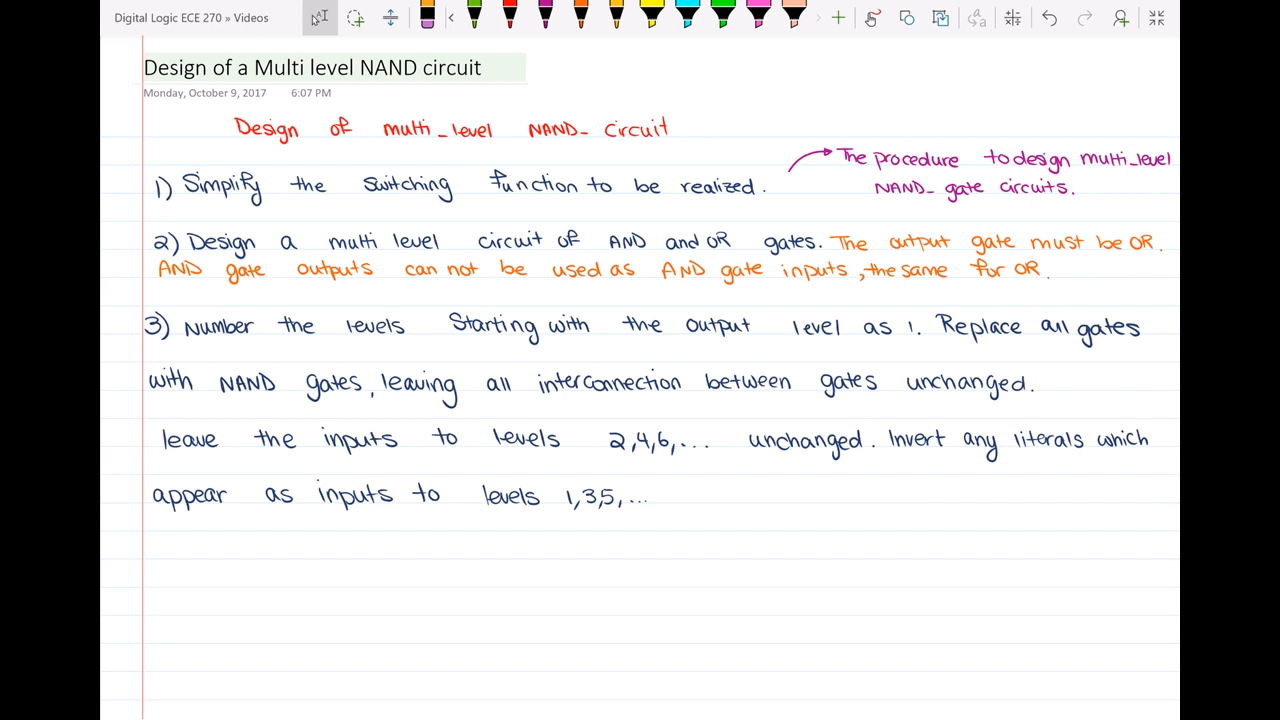 Digital Logic ECE 270 » Videos
Design of a Multi level NAND circuit
Monday, October 9, 2017 6:07 PM
Design of multi_level NAND_ circuit
The procedure to design multi_level
NAND_ gate circuits.
1) Simplify the switching function to be realized.
2) Design a multi level circuit of AND and OR gates. The output gate must be OR.
AND gate outputs can not be used as AND gate inputs, the same for OR.
3) Number the levels Starting with the output level as 1. Replace all gates
with NAND gates, leaving all interconnection between gates unchanged.
leave the inputs to levels 2,4,6,... unchanged. Invert any literals which
appear as inputs to levels 1,3,5,...